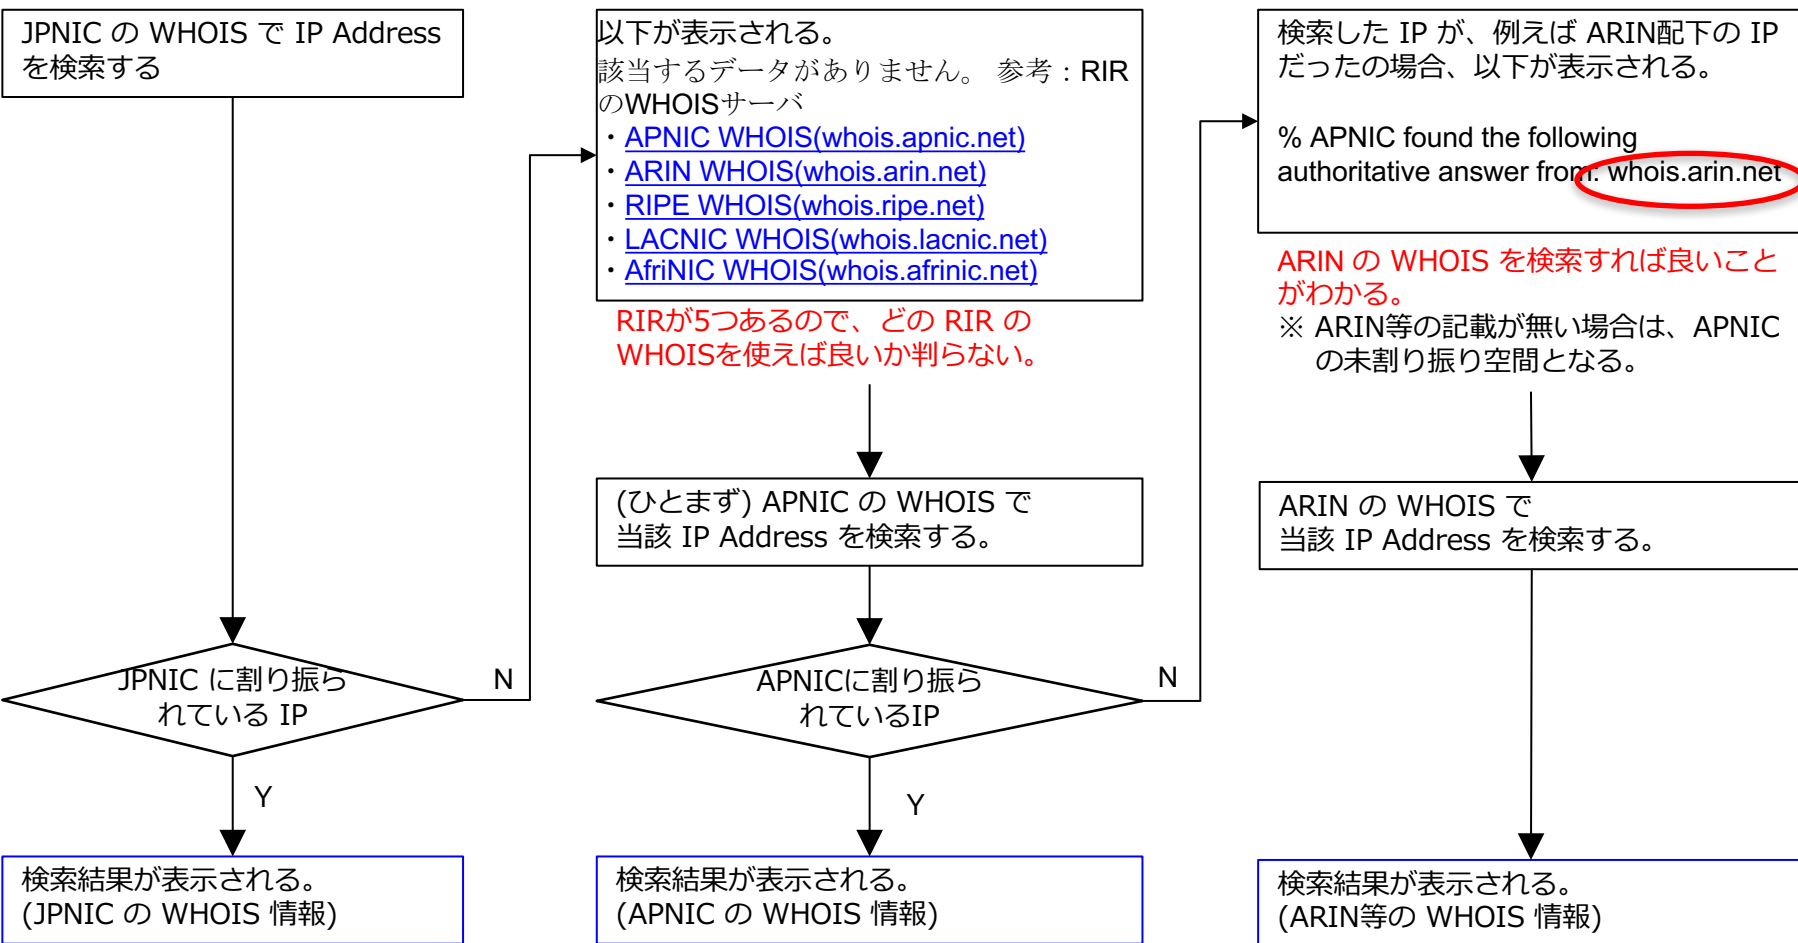 JPNIC の WHOIS で IP Address
を検索する
JPNIC に割り振ら
れている IP
N
Y
検索結果が表示される。
(JPNIC の WHOIS 情報)
以下が表示される。
該当するデータがありません。 参考：RIR
のWHOISサーバ
・APNIC WHOIS(whois.apnic.net)
・ARIN WHOIS(whois.arin.net)
・RIPE WHOIS(whois.ripe.net)
・LACNIC WHOIS(whois.lacnic.net)
・AfriNIC WHOIS(whois.afrinic.net)
RIRが5つあるので、どの RIR の
WHOISを使えば良いか判らない。
(ひとまず) APNIC の WHOIS で
当該 IP Address を検索する。
APNICに割り振ら
れているIP
N
Y
検索結果が表示される。
(APNIC の WHOIS 情報)
検索した IP が、例えば ARIN配下の IP
だったの場合、以下が表示される。
% APNIC found the following
authoritative answer from: whois.arin.net
ARIN の WHOIS を検索すれば良いこと
がわかる。
※ ARIN等の記載が無い場合は、APNIC
の未割り振り空間となる。
ARIN の WHOIS で
当該 IP Address を検索する。
検索結果が表示される。
(ARIN等の WHOIS 情報)